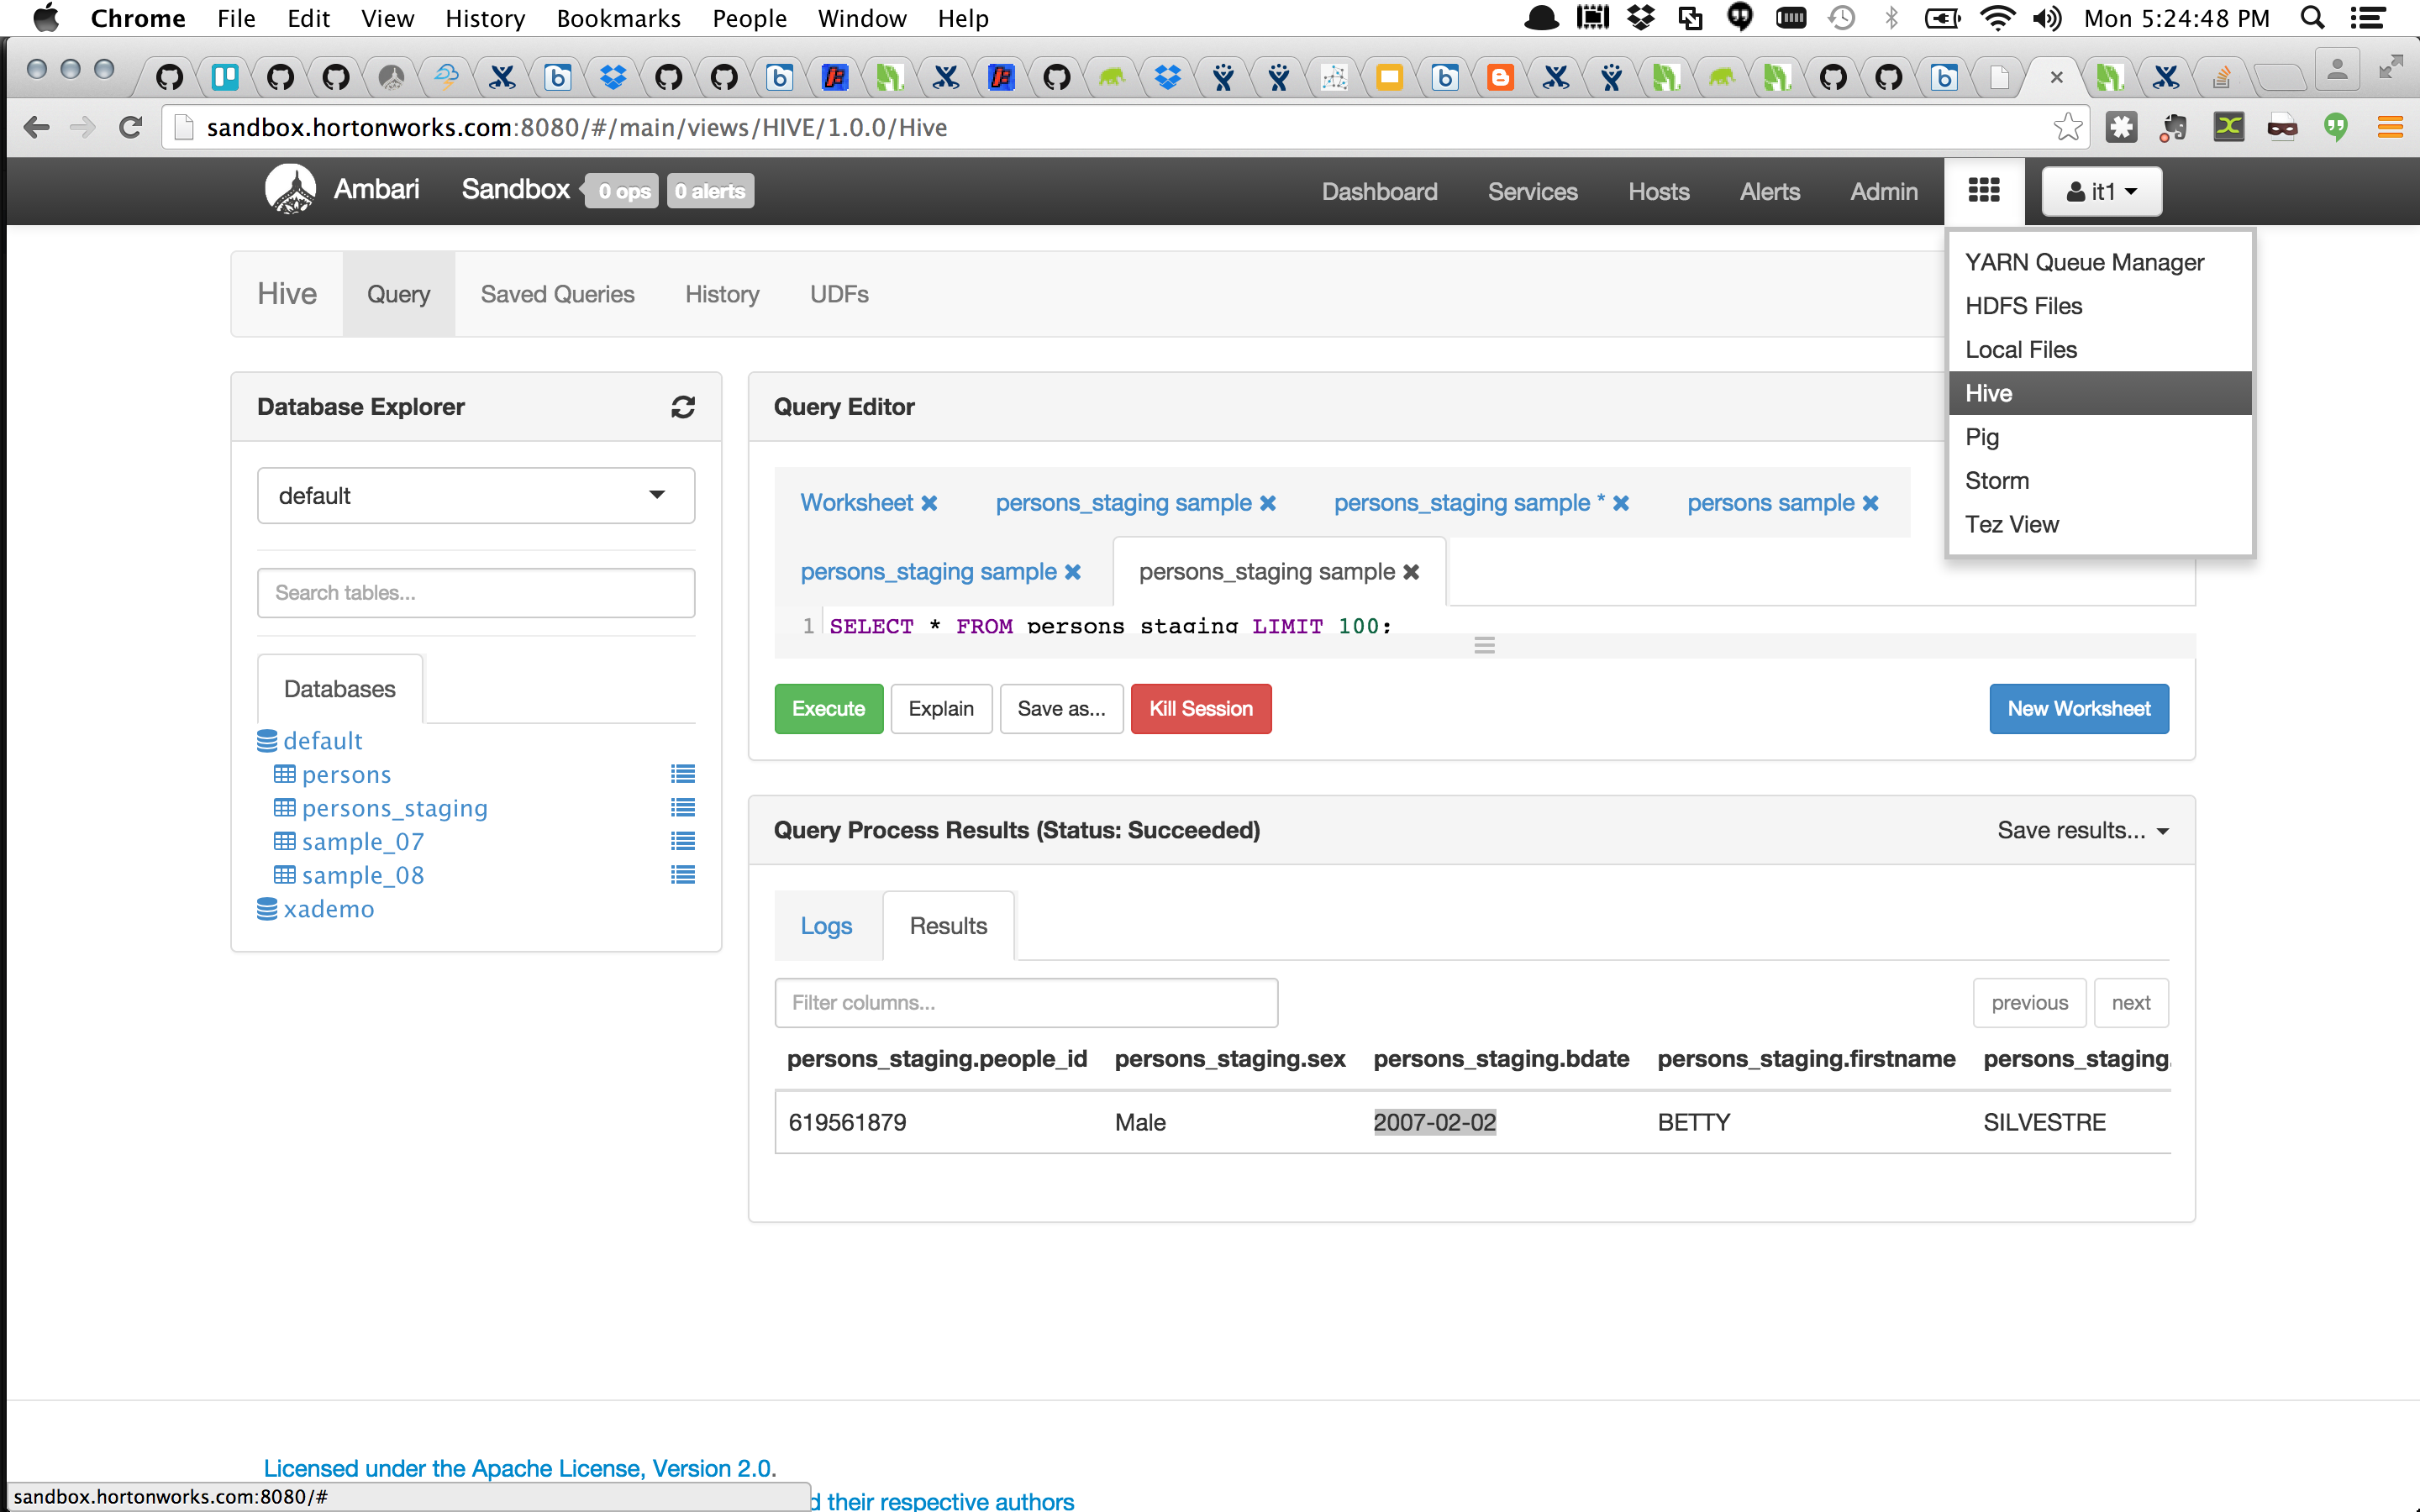 Chrome File Edit View History Bookmarks People Window Help Mon 5:24:48 PM
sandbox.hortonworks.com:8080/#/main/views/HIVE/1.0.0/Hive
Ambari Sandbox 0 ops 0 alerts Dashboard Services Hosts Alerts Admin it1
YARN Queue Manager
HDFS Files
Local Files
Hive
Pig
Storm
Tez View
Hive Query Saved Queries History UDFs
Database Explorer
default
Search tables...
Databases
default
persons
persons_staging
sample_07
sample_08
xademo
Query Editor
Worksheet persons_staging sample persons_staging sample * persons sample
persons_staging sample persons_staging sample
1 SELECT * FROM persons_staging LIMIT 100;
Execute Explain Save as... Kill Session New Worksheet
Query Process Results (Status: Succeeded) Save results...
Logs Results
Filter columns... previous next
persons_staging.people_id persons_staging.sex persons_staging.bdate persons_staging.firstname persons_staging.
619561879 Male 2007-02-02 BETTY SILVESTRE
Licensed under the Apache License, Version 2.0.
sandbox.hortonworks.com:8080/#
d their respective authors